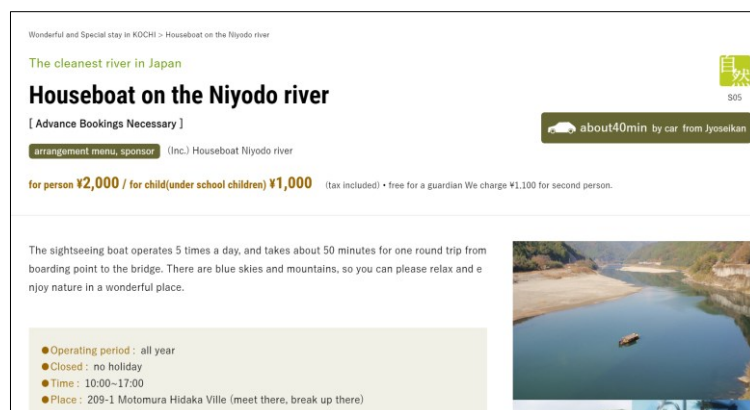 Wonderful and Special stay in KOCHI > Houseboat on the Niyodo river
The cleanest river in Japan
自然
Houseboat on the Niyodo river
S05
[ Advance Bookings Necessary ]
about40min by car from Jyoseikan
arrangement menu, sponsor (Inc.) Houseboat Niyodo river
for person ¥2,000 / for child(under school children) ¥1,000 (tax included) • free for a guardian We charge ¥1,100 for second person.
The sightseeing boat operates 5 times a day, and takes about 50 minutes for one round trip from
boarding point to the bridge. There are blue skies and mountains, so you can please relax and e
njoy nature in a wonderful place.
●Operating period : all year
●Closed : no holiday
●Time : 10:00~17:00
●Place : 209-1 Motomura Hidaka Ville (meet there, break up there)